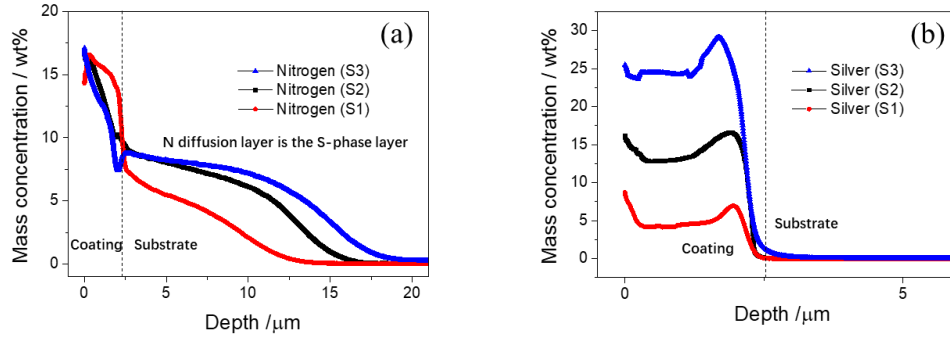 (a)
Mass concentration / wt%
20
15
10
5
0
Nitrogen (S3)
Nitrogen (S2)
Nitrogen (S1)
N diffusion layer is the S-phase layer
Coating
Substrate
0
5
10
15
20
Depth /μm
(b)
Mass concentration / wt%
30
25
20
15
10
5
0
Silver (S3)
Silver (S2)
Silver (S1)
Substrate
Coating
0
5
Depth /μm